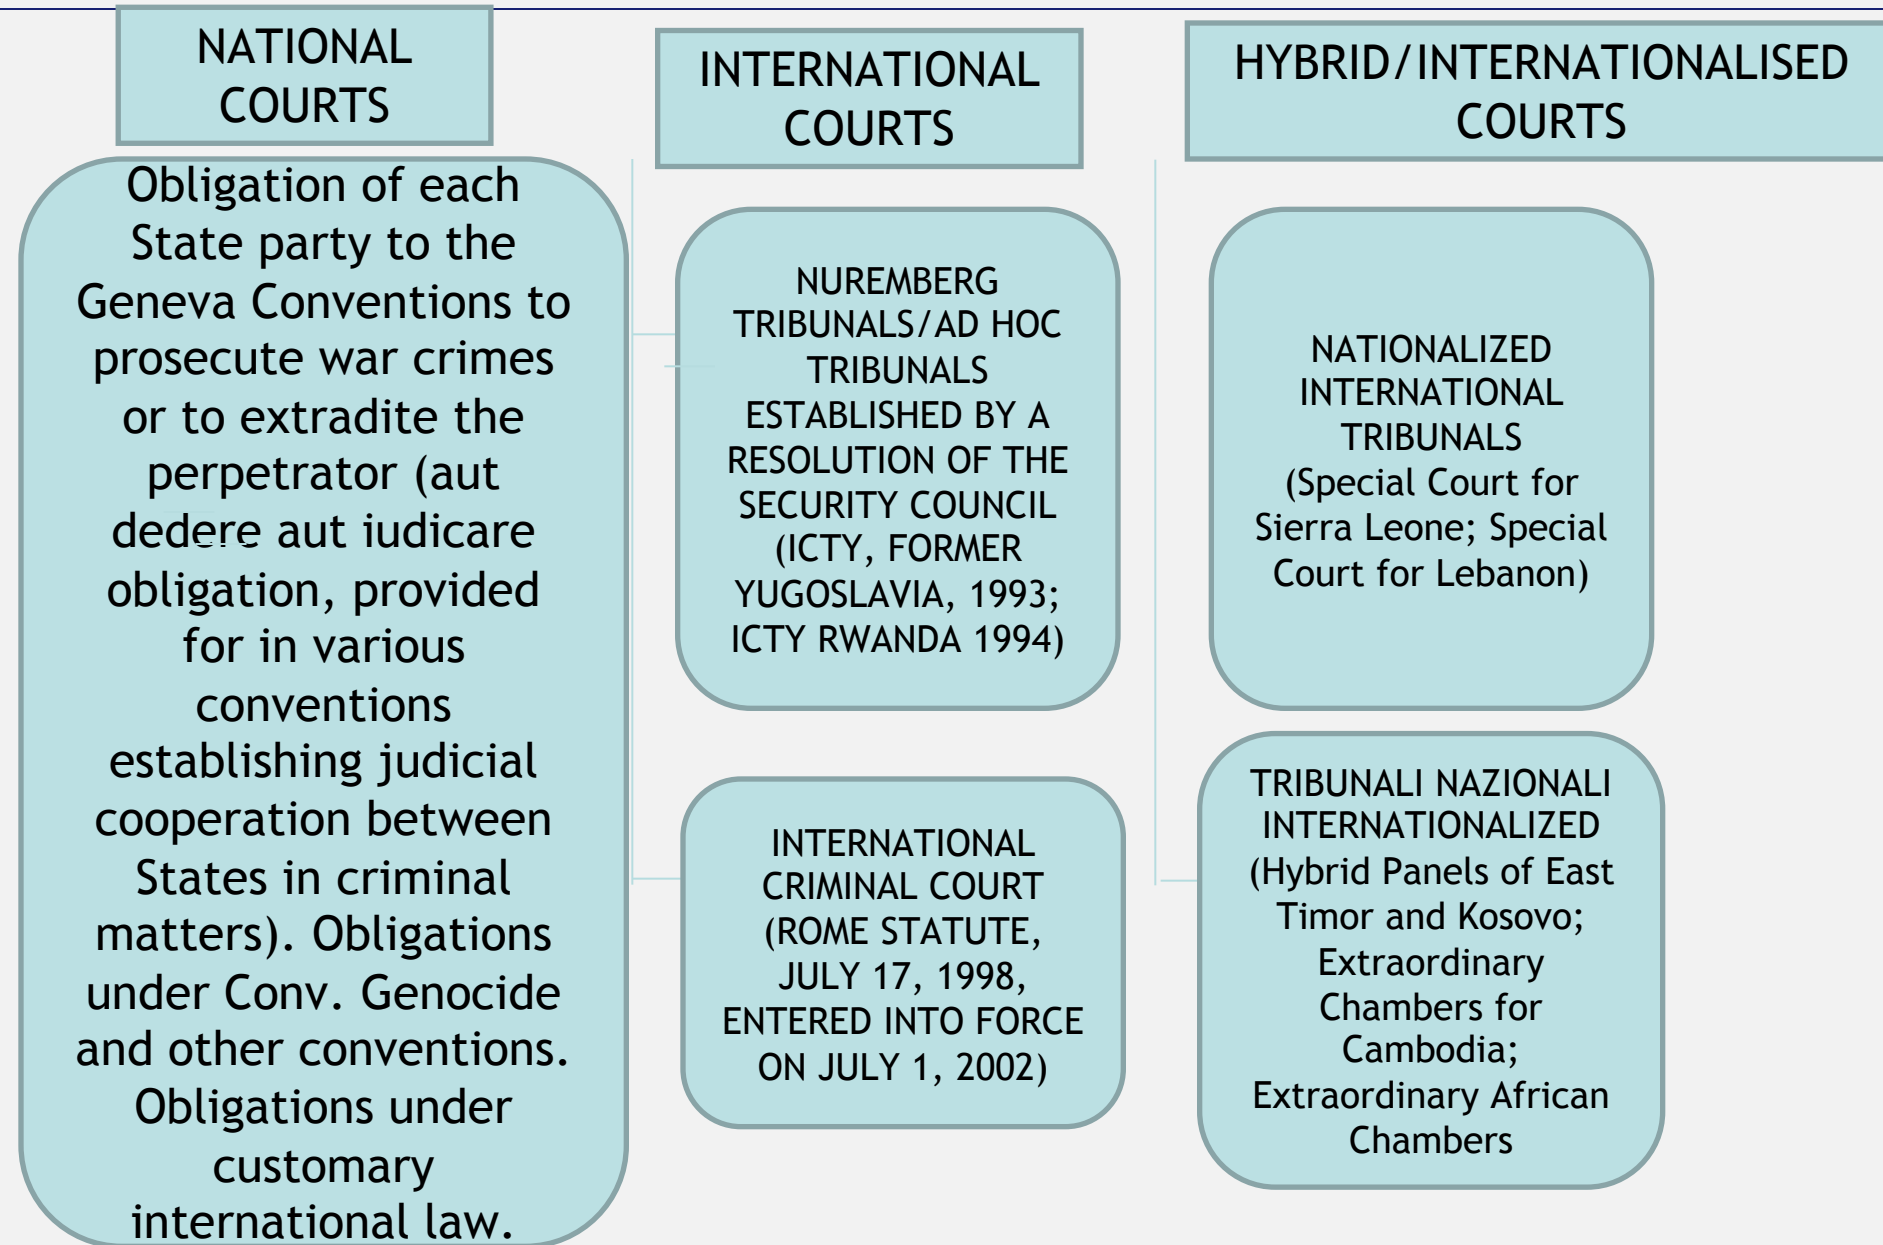 NATIONAL
COURTS
Obligation of each
State party to the
Geneva Conventions to
prosecute war crimes
or to extradite the
perpetrator (aut
dedere aut iudicare
obligation, provided
for in various
conventions
establishing judicial
cooperation between
States in criminal
matters). Obligations
under Conv. Genocide
and other conventions.
Obligations under
customary
international law.
INTERNATIONAL
COURTS
NUREMBERG
TRIBUNALS/AD HOC
TRIBUNALS
ESTABLISHED BY A
RESOLUTION OF THE
SECURITY COUNCIL
(ICTY, FORMER
YUGOSLAVIA, 1993;
ICTY RWANDA 1994)
INTERNATIONAL
CRIMINAL COURT
(ROME STATUTE,
JULY 17, 1998,
ENTERED INTO FORCE
ON JULY 1, 2002)
HYBRID/INTERNATIONALISED
COURTS
NATIONALIZED
INTERNATIONAL
TRIBUNALS
(Special Court for
Sierra Leone; Special
Court for Lebanon)
TRIBUNALI NAZIONALI
INTERNATIONALIZED
(Hybrid Panels of East
Timor and Kosovo;
Extraordinary
Chambers for
Cambodia;
Extraordinary African
Chambers